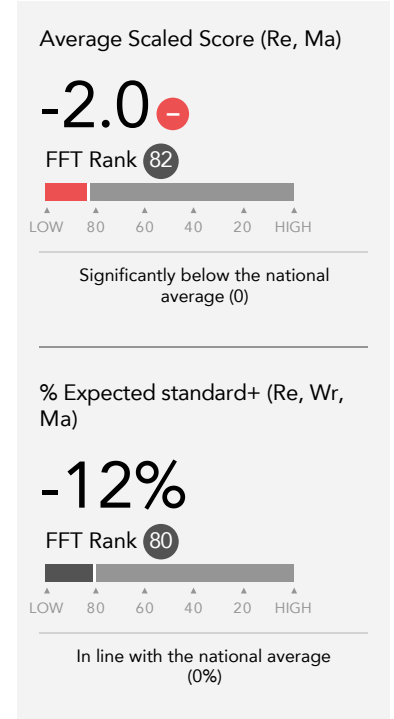 Average Scaled Score (Re, Ma)
-2.0 –
FFT Rank 82
LOW 80 60 40 20 HIGH
Significantly below the national
average (0)
% Expected standard+ (Re, Wr,
Ma)
-12%
FFT Rank 80
LOW 80 60 40 20 HIGH
In line with the national average
(0%)